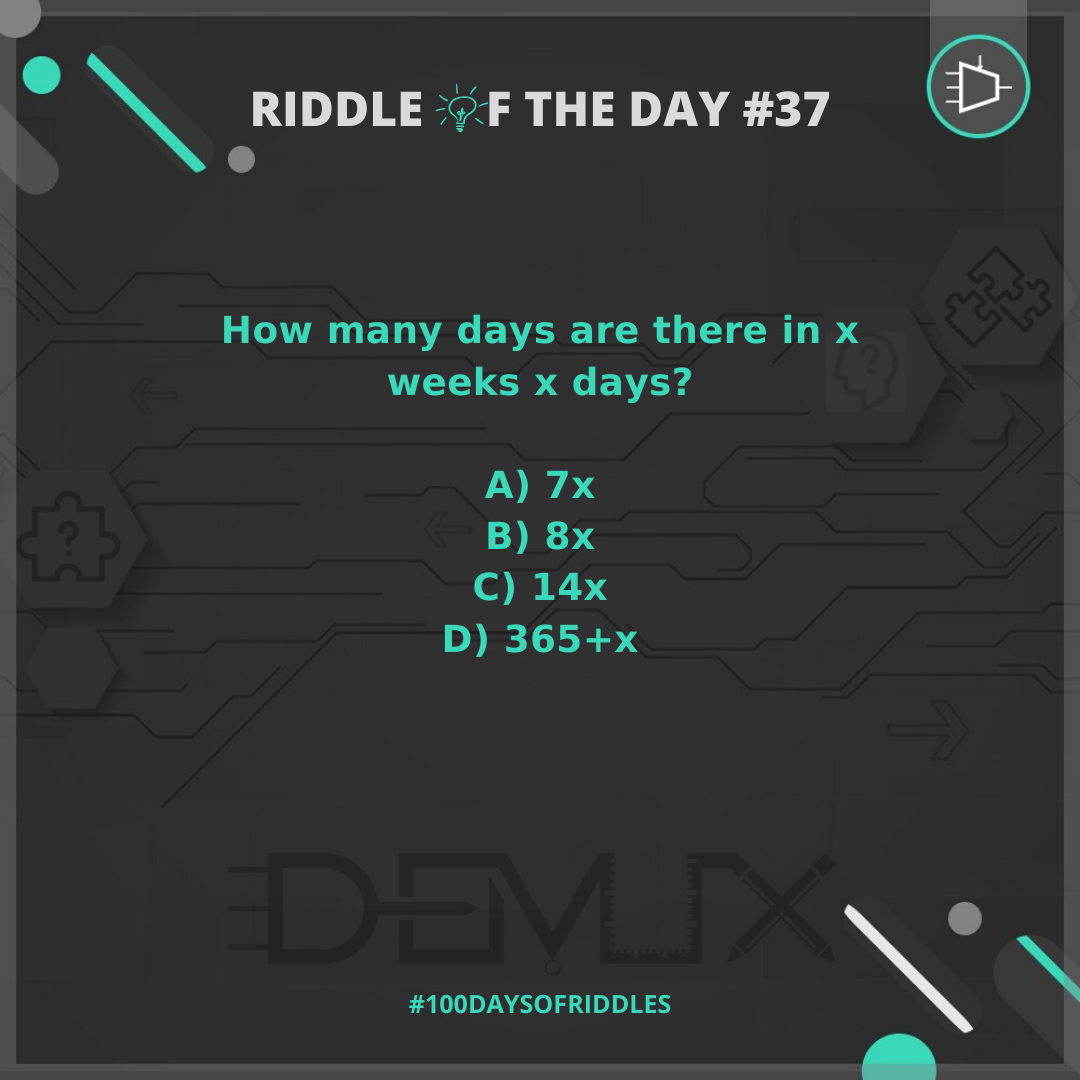 RIDDLE OF THE DAY #37
How many days are there in x
weeks x days?
A) 7x
B) 8x
C) 14x
D) 365+x
DEMUX
#100DAYSOFRIDDLES